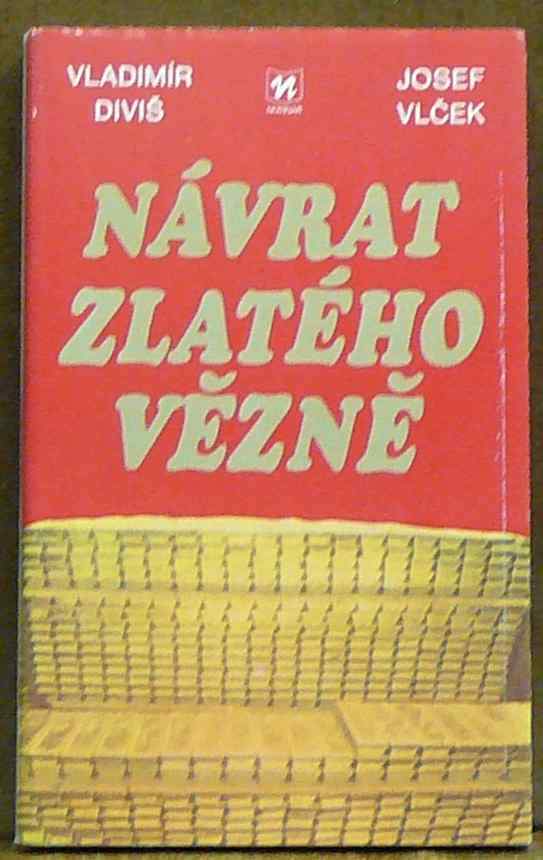 VLADIMÍR
DIVIŠ
n
JOSEF
VLČEK
NÁVRAT
ZLATÉHO
VĚZNĚ